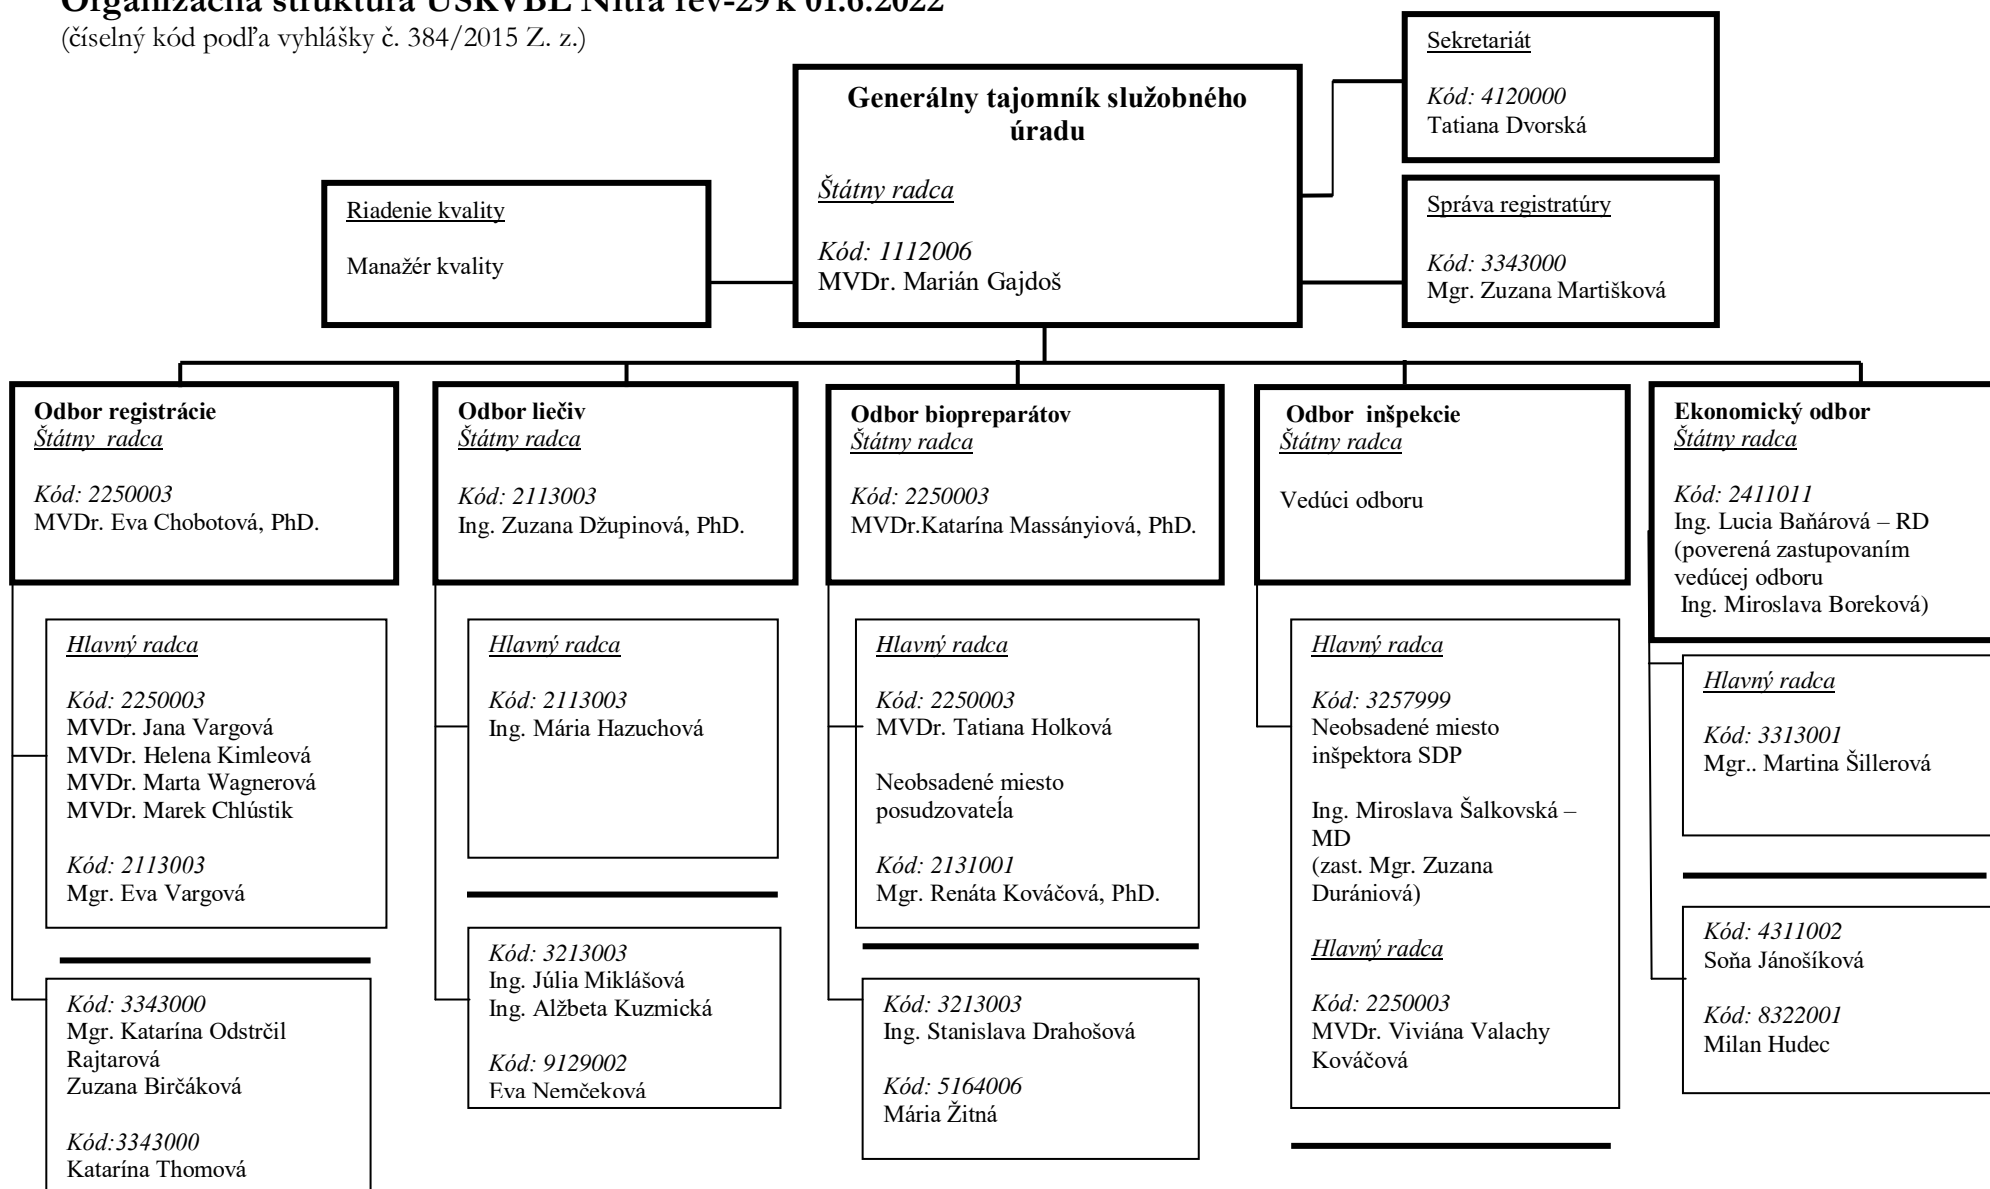 Organizačná štruktúra ÚŠKVBL Nitra rev-29 k 01.6.2022
(číselný kód podľa vyhlášky č. 384/2015 Z. z.)
Sekretariát
Kód: 4120000
Tatiana Dvorská
Generálny tajomník služobného
úradu
Štátny radca
Kód: 1112006
MVDr. Marián Gajdoš
Riadenie kvality
Manažér kvality
Správa registratúry
Kód: 3343000
Mgr. Zuzana Martišková
Odbor registrácie
Štátny radca
Kód: 2250003
MVDr. Eva Chobotová, PhD.
Odbor liečiv
Štátny radca
Kód: 2113003
Ing. Zuzana Džupinová, PhD.
Odbor biopreparátov
Štátny radca
Kód: 2250003
MVDr.Katarína Massányiová, PhD.
Odbor inšpekcie
Štátny radca
Vedúci odboru
Ekonomický odbor
Štátny radca
Kód: 2411011
Ing. Lucia Baňárová – RD
(poverená zastupovaním
vedúcej odboru
Ing. Miroslava Boreková)
Hlavný radca
Kód: 2250003
MVDr. Jana Vargová
MVDr. Helena Kimleová
MVDr. Marta Wagnerová
MVDr. Marek Chlústik
Kód: 2113003
Mgr. Eva Vargová
Hlavný radca
Kód: 2113003
Ing. Mária Hazuchová
Hlavný radca
Kód: 2250003
MVDr. Tatiana Holková
Neobsadené miesto
posudzovateĺa
Kód: 2131001
Mgr. Renáta Kováčová, PhD.
Hlavný radca
Kód: 3257999
Neobsadené miesto
inšpektora SDP
Ing. Miroslava Šalkovská –
MD
(zast. Mgr. Zuzana
Durániová)
Hlavný radca
Kód: 2250003
MVDr. Viviána Valachy
Kováčová
Hlavný radca
Kód: 3313001
Mgr.. Martina Šillerová
Kód: 3343000
Mgr. Katarína Odstrčil
Rajtarová
Zuzana Birčáková
Kód:3343000
Katarína Thomová
Kód: 3213003
Ing. Júlia Miklášová
Ing. Alžbeta Kuzmická
Kód: 9129002
Eva Nemčeková
Kód: 3213003
Ing. Stanislava Drahošová
Kód: 5164006
Mária Žitná
Kód: 4311002
Soňa Jánošíková
Kód: 8322001
Milan Hudec